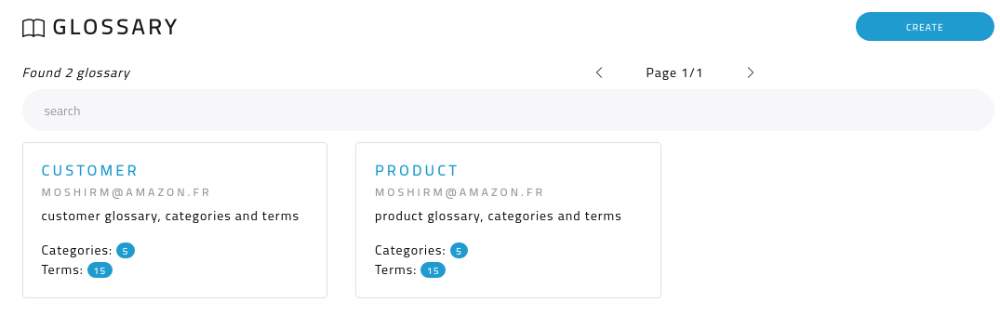 GLOSSARY
CREATE
Found 2 glossary
Page 1/1
search
CUSTOMER
MOSHIRM@AMAZON.FR
customer glossary, categories and terms
Categories: 5
Terms: 15
PRODUCT
MOSHIRM@AMAZON.FR
product glossary, categories and terms
Categories: 5
Terms: 15